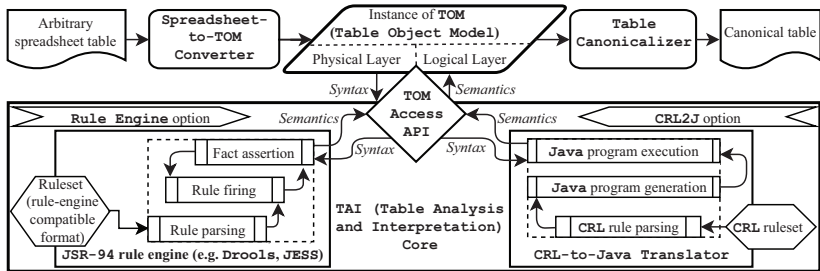 Arbitrary
spreadsheet table
Spreadsheet-
to-TOM
Converter
Instance of TOM
(Table Object Model)
Physical Layer
Logical Layer
Table
Canonicalizer
Canonical table
Syntax
Semantics
TOM
Access
API
Rule Engine option
CRL2J option
Semantics
Syntax
Semantics
Syntax
Fact assertion
Rule firing
Rule parsing
Ruleset
(rule-engine
compatible
format)
JSR-94 rule engine (e.g. Drools, JESS)
TAI (Table Analysis
and Interpretation)
Core
Java program execution
Java program generation
CRL rule parsing
CRL ruleset
CRL-to-Java Translator